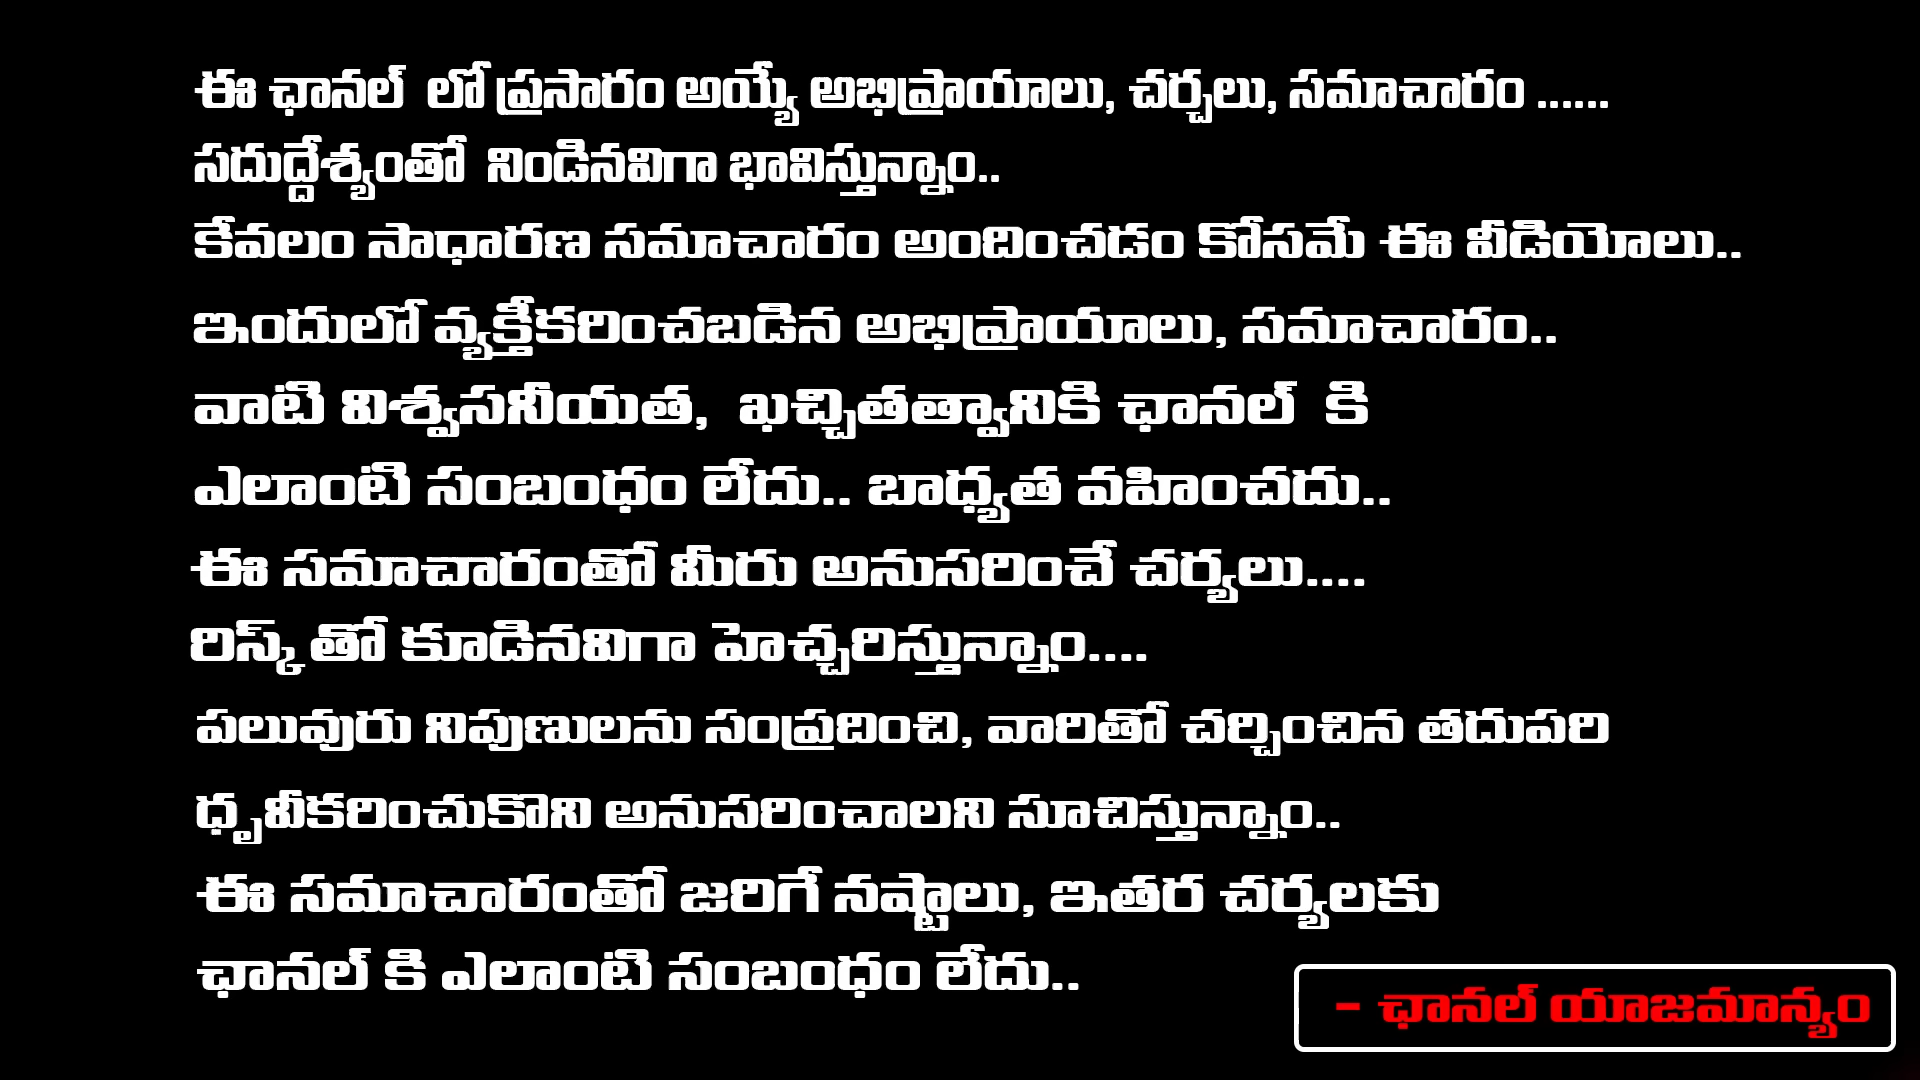 ఈ ఛానల్ లో ప్రసారం అయ్యే అభిప్రాయాలు, చర్చలు, సమాచారం ......
సదుద్దేశ్యంతో నిండినవిగా భావిస్తున్నాం..
కేవలం సాధారణ సమాచారం అందించడం కోసమే ఈ వీడియోలు..
ఇందులో వ్యక్తీకరించబడిన అభిప్రాయాలు, సమాచారం..
వాటి విశ్వసనీయత, ఖచ్చితత్వానికి ఛానల్ కి
ఎలాంటి సంబంధం లేదు.. బాధ్యత వహించదు..
ఈ సమాచారంతో మీరు అనుసరించే చర్యలు....
రిస్క్ తో కూడినవిగా హెచ్చరిస్తున్నాం....
పలువురు నిపుణులను సంప్రదించి, వారితో చర్చించిన తదుపరి
ధృవీకరించుకొని అనుసరించాలని సూచిస్తున్నాం..
ఈ సమాచారంతో జరిగే నష్టాలు, ఇతర చర్యలకు
ఛానల్ కి ఎలాంటి సంబంధం లేదు..
- ఛానల్ యాజమాన్యం